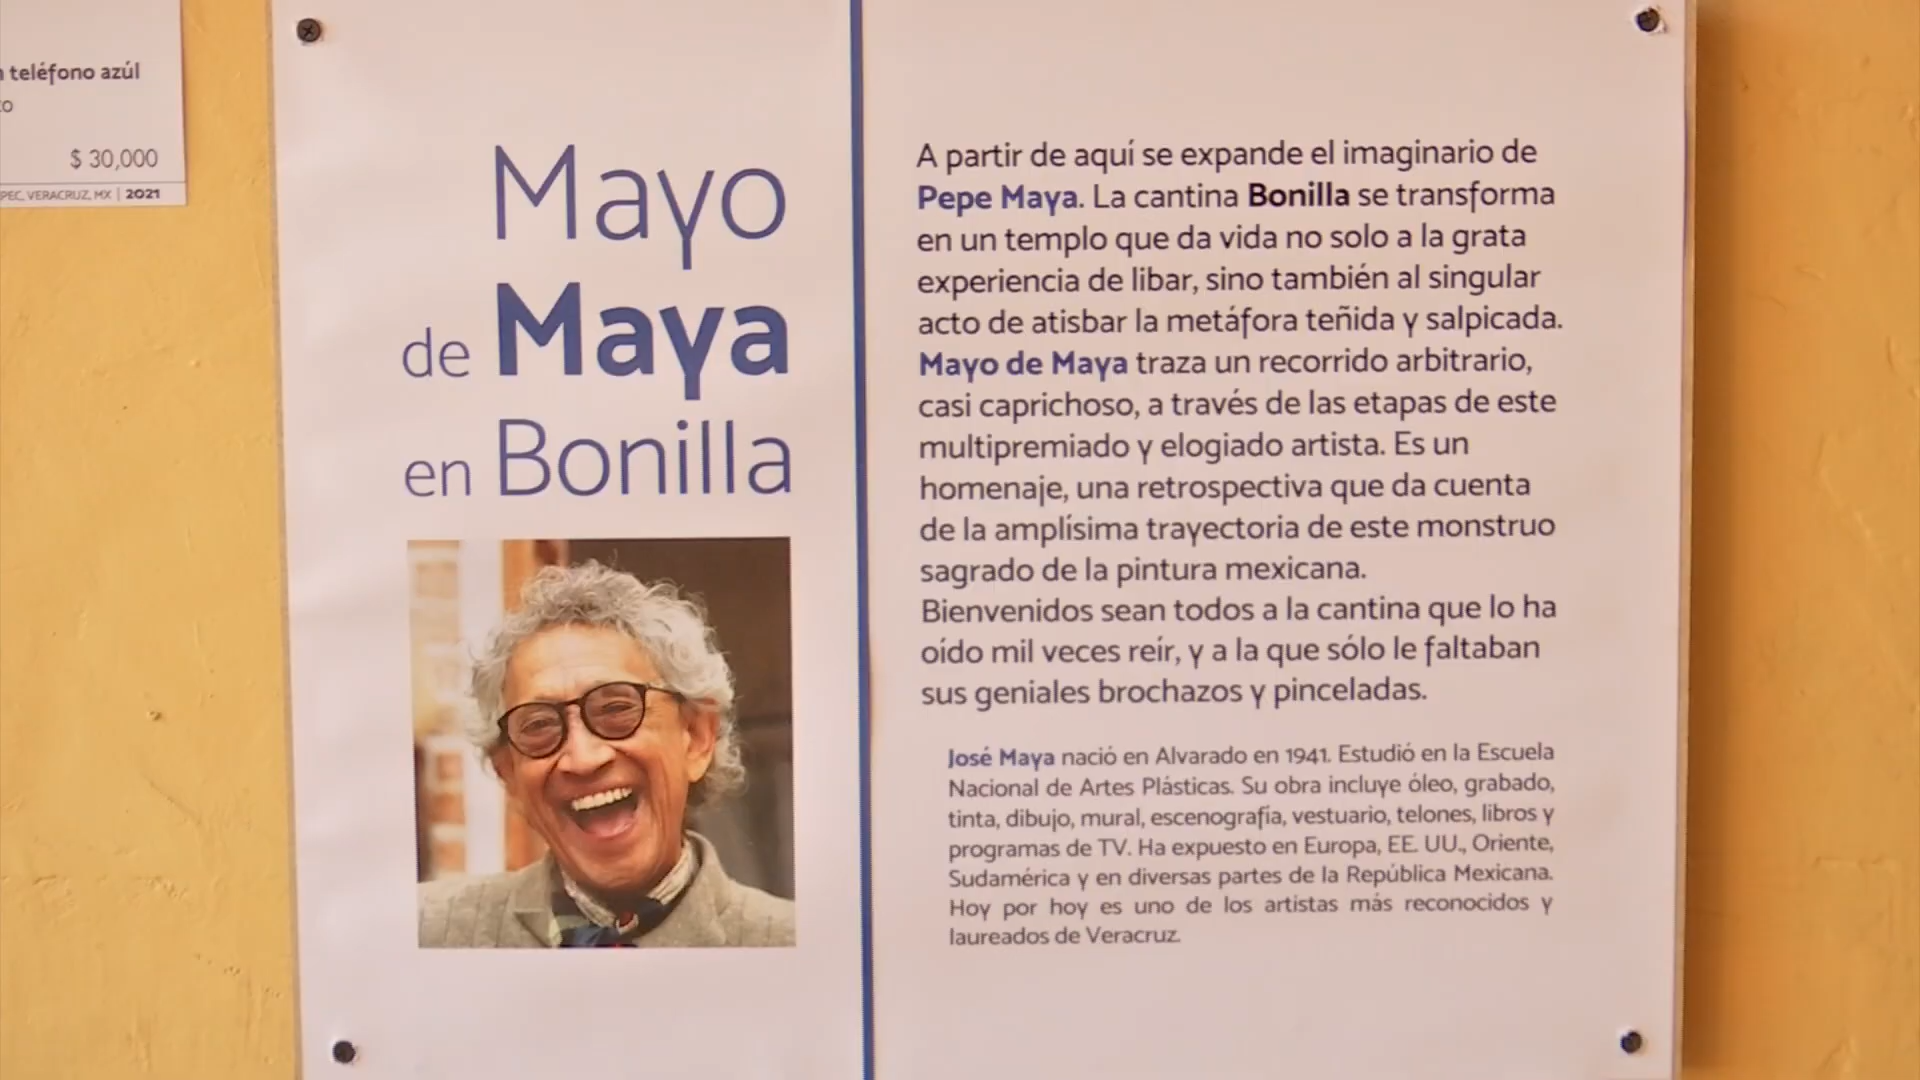 teléfono azúl
$ 30,000
VERACRUZ, MX | 2021
Mayo
de Maya
en Bonilla
A partir de aquí se expande el imaginario de
Pepe Maya. La cantina Bonilla se transforma
en un templo que da vida no solo a la grata
experiencia de libar, sino también al singular
acto de atisbar la metáfora teñida y salpicada.
Mayo de Maya traza un recorrido arbitrario,
casi caprichoso, a través de las etapas de este
multipremiado y elogiado artista. Es un
homenaje, una retrospectiva que da cuenta
de la amplísima trayectoria de este monstruo
sagrado de la pintura mexicana.
Bienvenidos sean todos a la cantina que lo ha
oído mil veces reír, y a la que sólo le faltaban
sus geniales brochazos y pinceladas.
José Maya nació en Alvarado en 1941. Estudió en la Escuela
Nacional de Artes Plásticas. Su obra incluye óleo, grabado,
tinta, dibujo, mural, escenografía, vestuario, telones, libros y
programas de TV. Ha expuesto en Europa, EE. UU., Oriente,
Sudamérica y en diversas partes de la República Mexicana.
Hoy por hoy es uno de los artistas más reconocidos y
laureados de Veracruz.